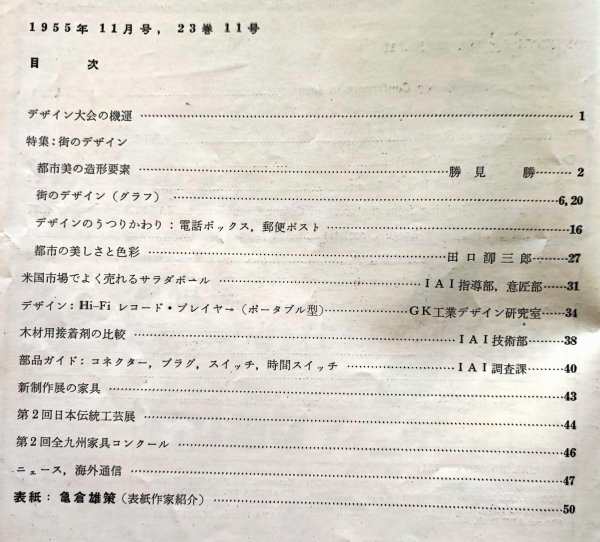 1955年 11月号, 23巻 11号
目 次
デザイン大会の機運 1
特集：街のデザイン
都市美の造形要素 勝見 勝 2
街のデザイン（グラフ） 6,20
デザインのうつりかわり：電話ボックス，郵便ポスト 16
都市の美しさと色彩 田口泖三郎 27
米国市場でよく売れるサラダボール IAI指導部，意匠部 31
デザイン：Hi-Fi レコード・プレイヤー（ポータブル型） GK工業デザイン研究室 34
木材用接着剤の比較 IAI技術部 38
部品ガイド：コネクター，プラグ，スイッチ，時間スイッチ IAI調査課 40
新制作展の家具 43
第2回日本伝統工芸展 44
第2回全九州家具コンクール 46
ニュース，海外通信 47
表紙：亀倉雄策（表紙作家紹介） 50